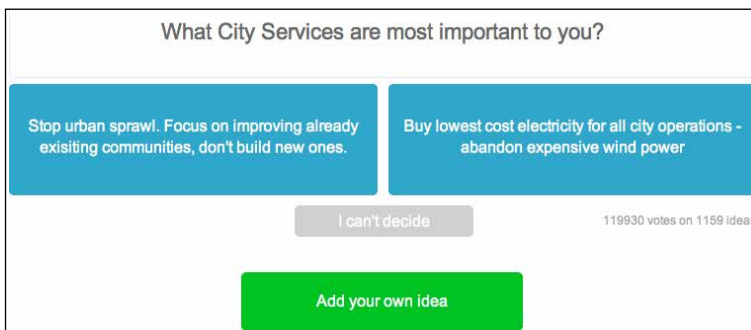 What City Services are most important to you?
Stop urban sprawl. Focus on improving already
exisiting communities, don't build new ones.
Buy lowest cost electricity for all city operations -
abandon expensive wind power
I can't decide
119930 votes on 1159 idea
Add your own idea